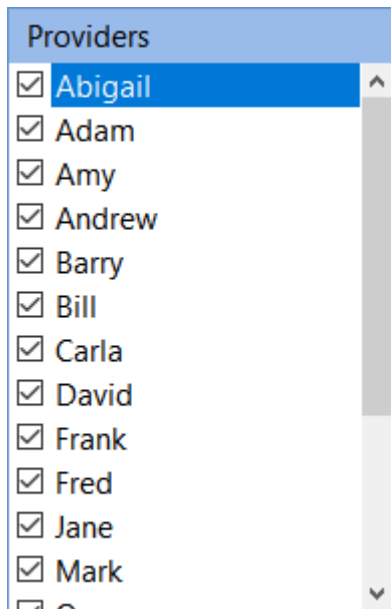 Providers
Abigail
Adam
Amy
Andrew
Barry
Bill
Carla
David
Frank
Fred
Jane
Mark